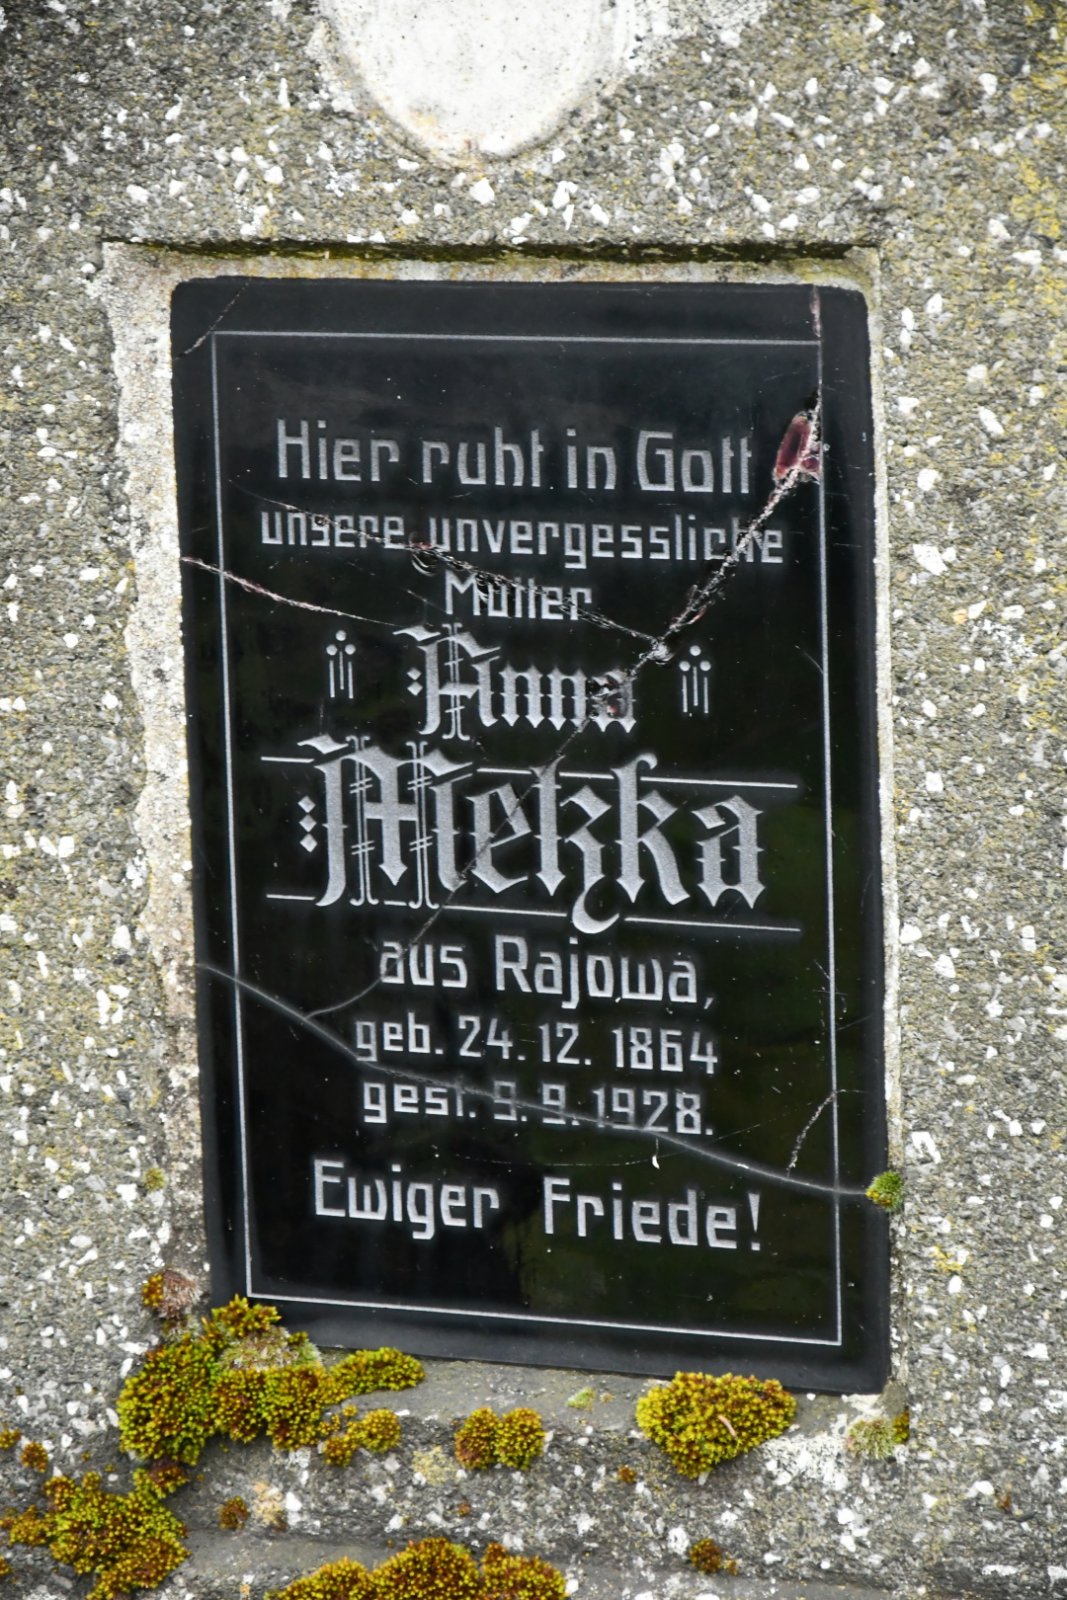 Hier ruht in Gott
unsere unvergessliche
Mutter
Anna
Metzka
aus Rajowa,
geb. 24. 12. 1864
gest. 9. 9. 1928.
Ewiger Friede!